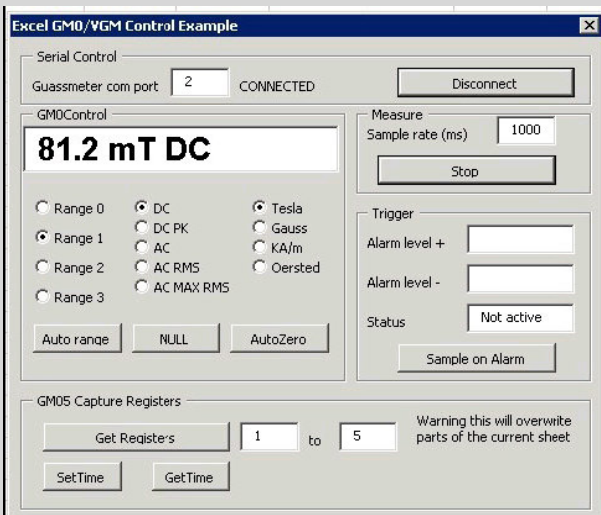 Excel GM0/VGM Control Example
Serial Control
Guassmeter com port 2 CONNECTED
Disconnect
GM0Control
81.2 mT DC
Range 0
Range 1
Range 2
Range 3
DC
DC PK
AC
AC RMS
AC MAX RMS
Tesla
Gauss
KA/m
Oersted
Auto range
NULL
AutoZero
Measure
Sample rate (ms) 1000
Stop
Trigger
Alarm level +
Alarm level -
Status Not active
Sample on Alarm
GM05 Capture Registers
Get Registers 1 to 5
Warning this will overwrite
parts of the current sheet
SetTime
GetTime